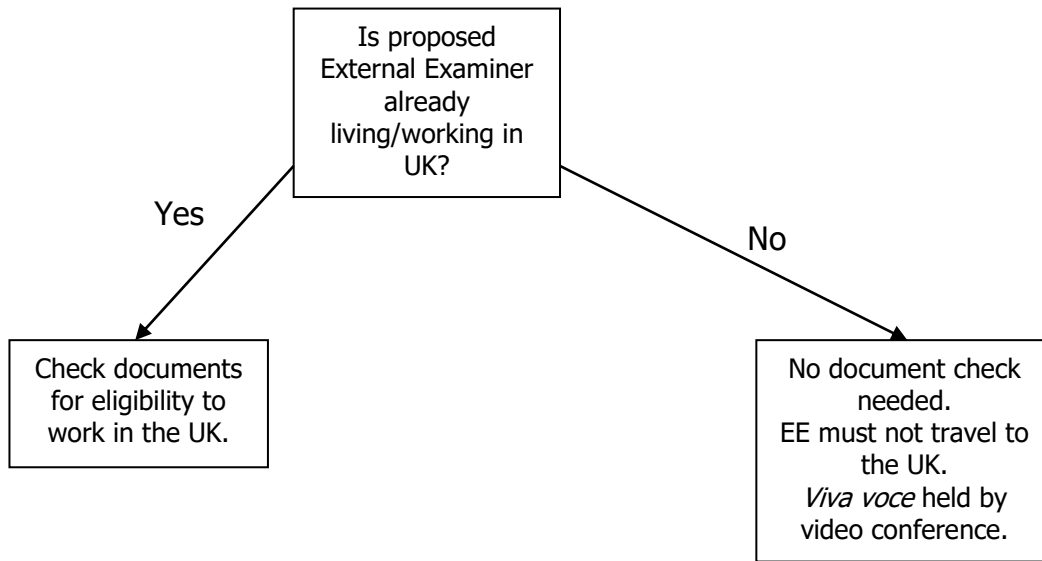 Is proposed
External Examiner
already
living/working in
UK?
Yes
No
Check documents
for eligibility to
work in the UK.
No document check
needed.
EE must not travel to
the UK.
Viva voce held by
video conference.